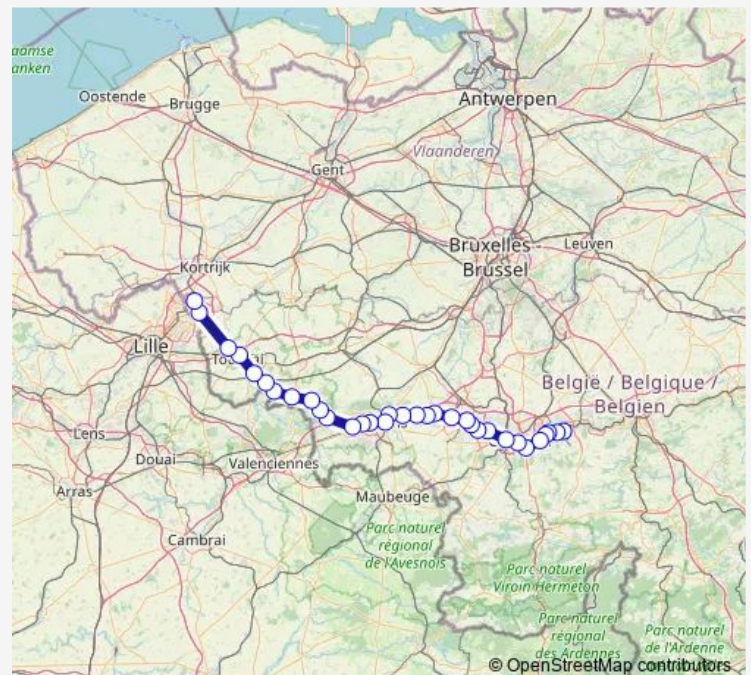 aamse
anken
Oostende
Brugge
Antwerpen
Vlaanderen
Gent
Bruxelles -
Brussel
Leuven
Kortrijk
Lille
België / Belgique /
Belgien
Lens
Douai
Valenciennes
Arras
Maubeuge
Cambrai
Parc naturel
régional
de l'Avesnois
Parc naturel
Viroin Hermeton
Parc naturel
régional
des Ardennes
Parc naturel
de l'Ardenne
© OpenStreetMap contributors